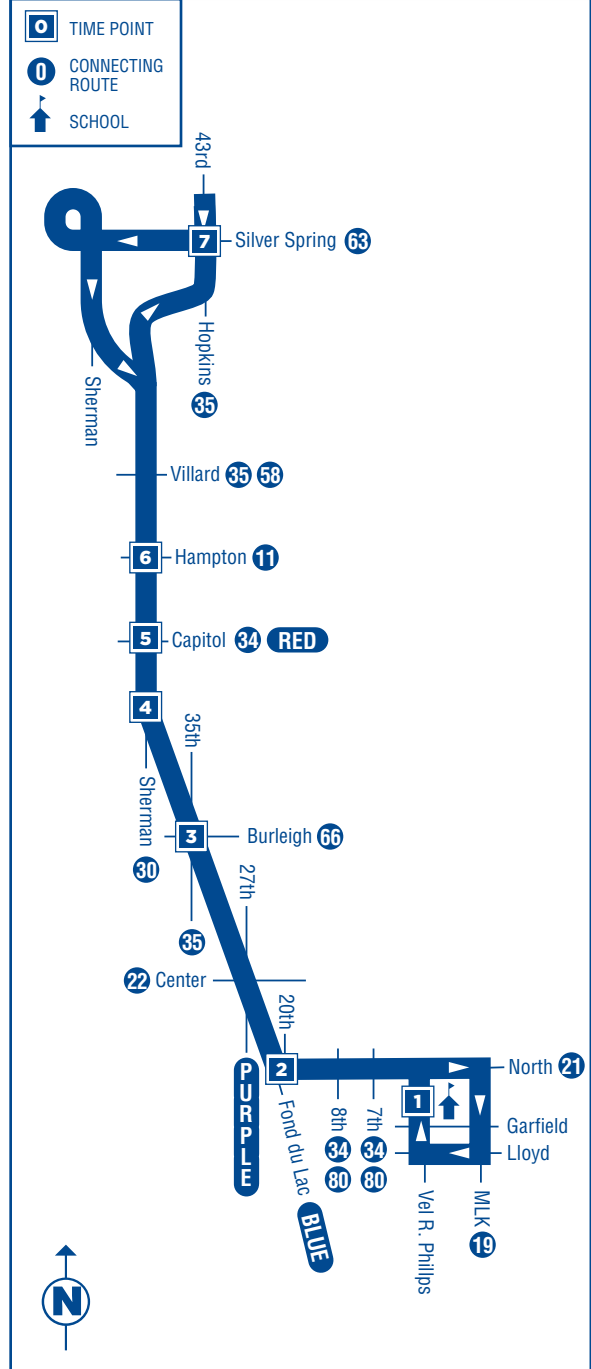 0 TIME POINT
0 CONNECTING
ROUTE
SCHOOL
43rd
7 Silver Spring 63
Hopkins 35
Sherman
Villard 35 58
6 Hampton 11
5 Capitol 34 RED
4
35th
Sherman 30
3 Burleigh 66
27th
35
22 Center
20th
2
North 21
PURPLE
1
Fond du Lac BLUE
8th 34 80
7th 34 80
Garfield
Lloyd
Vel R. Phillps
MLK 19
N